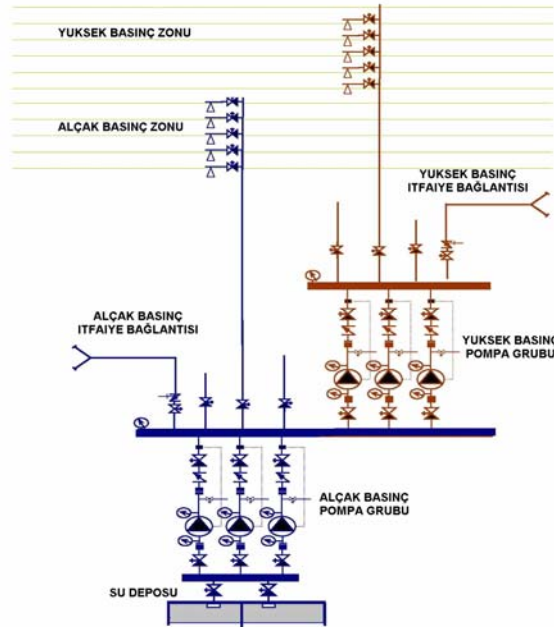 YUKSEK BASINÇ ZONU
ALÇAK BASINÇ ZONU
YUKSEK BASINÇ
ITFAIYE BAĞLANTISI
ALÇAK BASINÇ
ITFAIYE BAĞLANTISI
YUKSEK BASINÇ
POMPA GRUBU
ALÇAK BASINÇ
POMPA GRUBU
SU DEPOSU